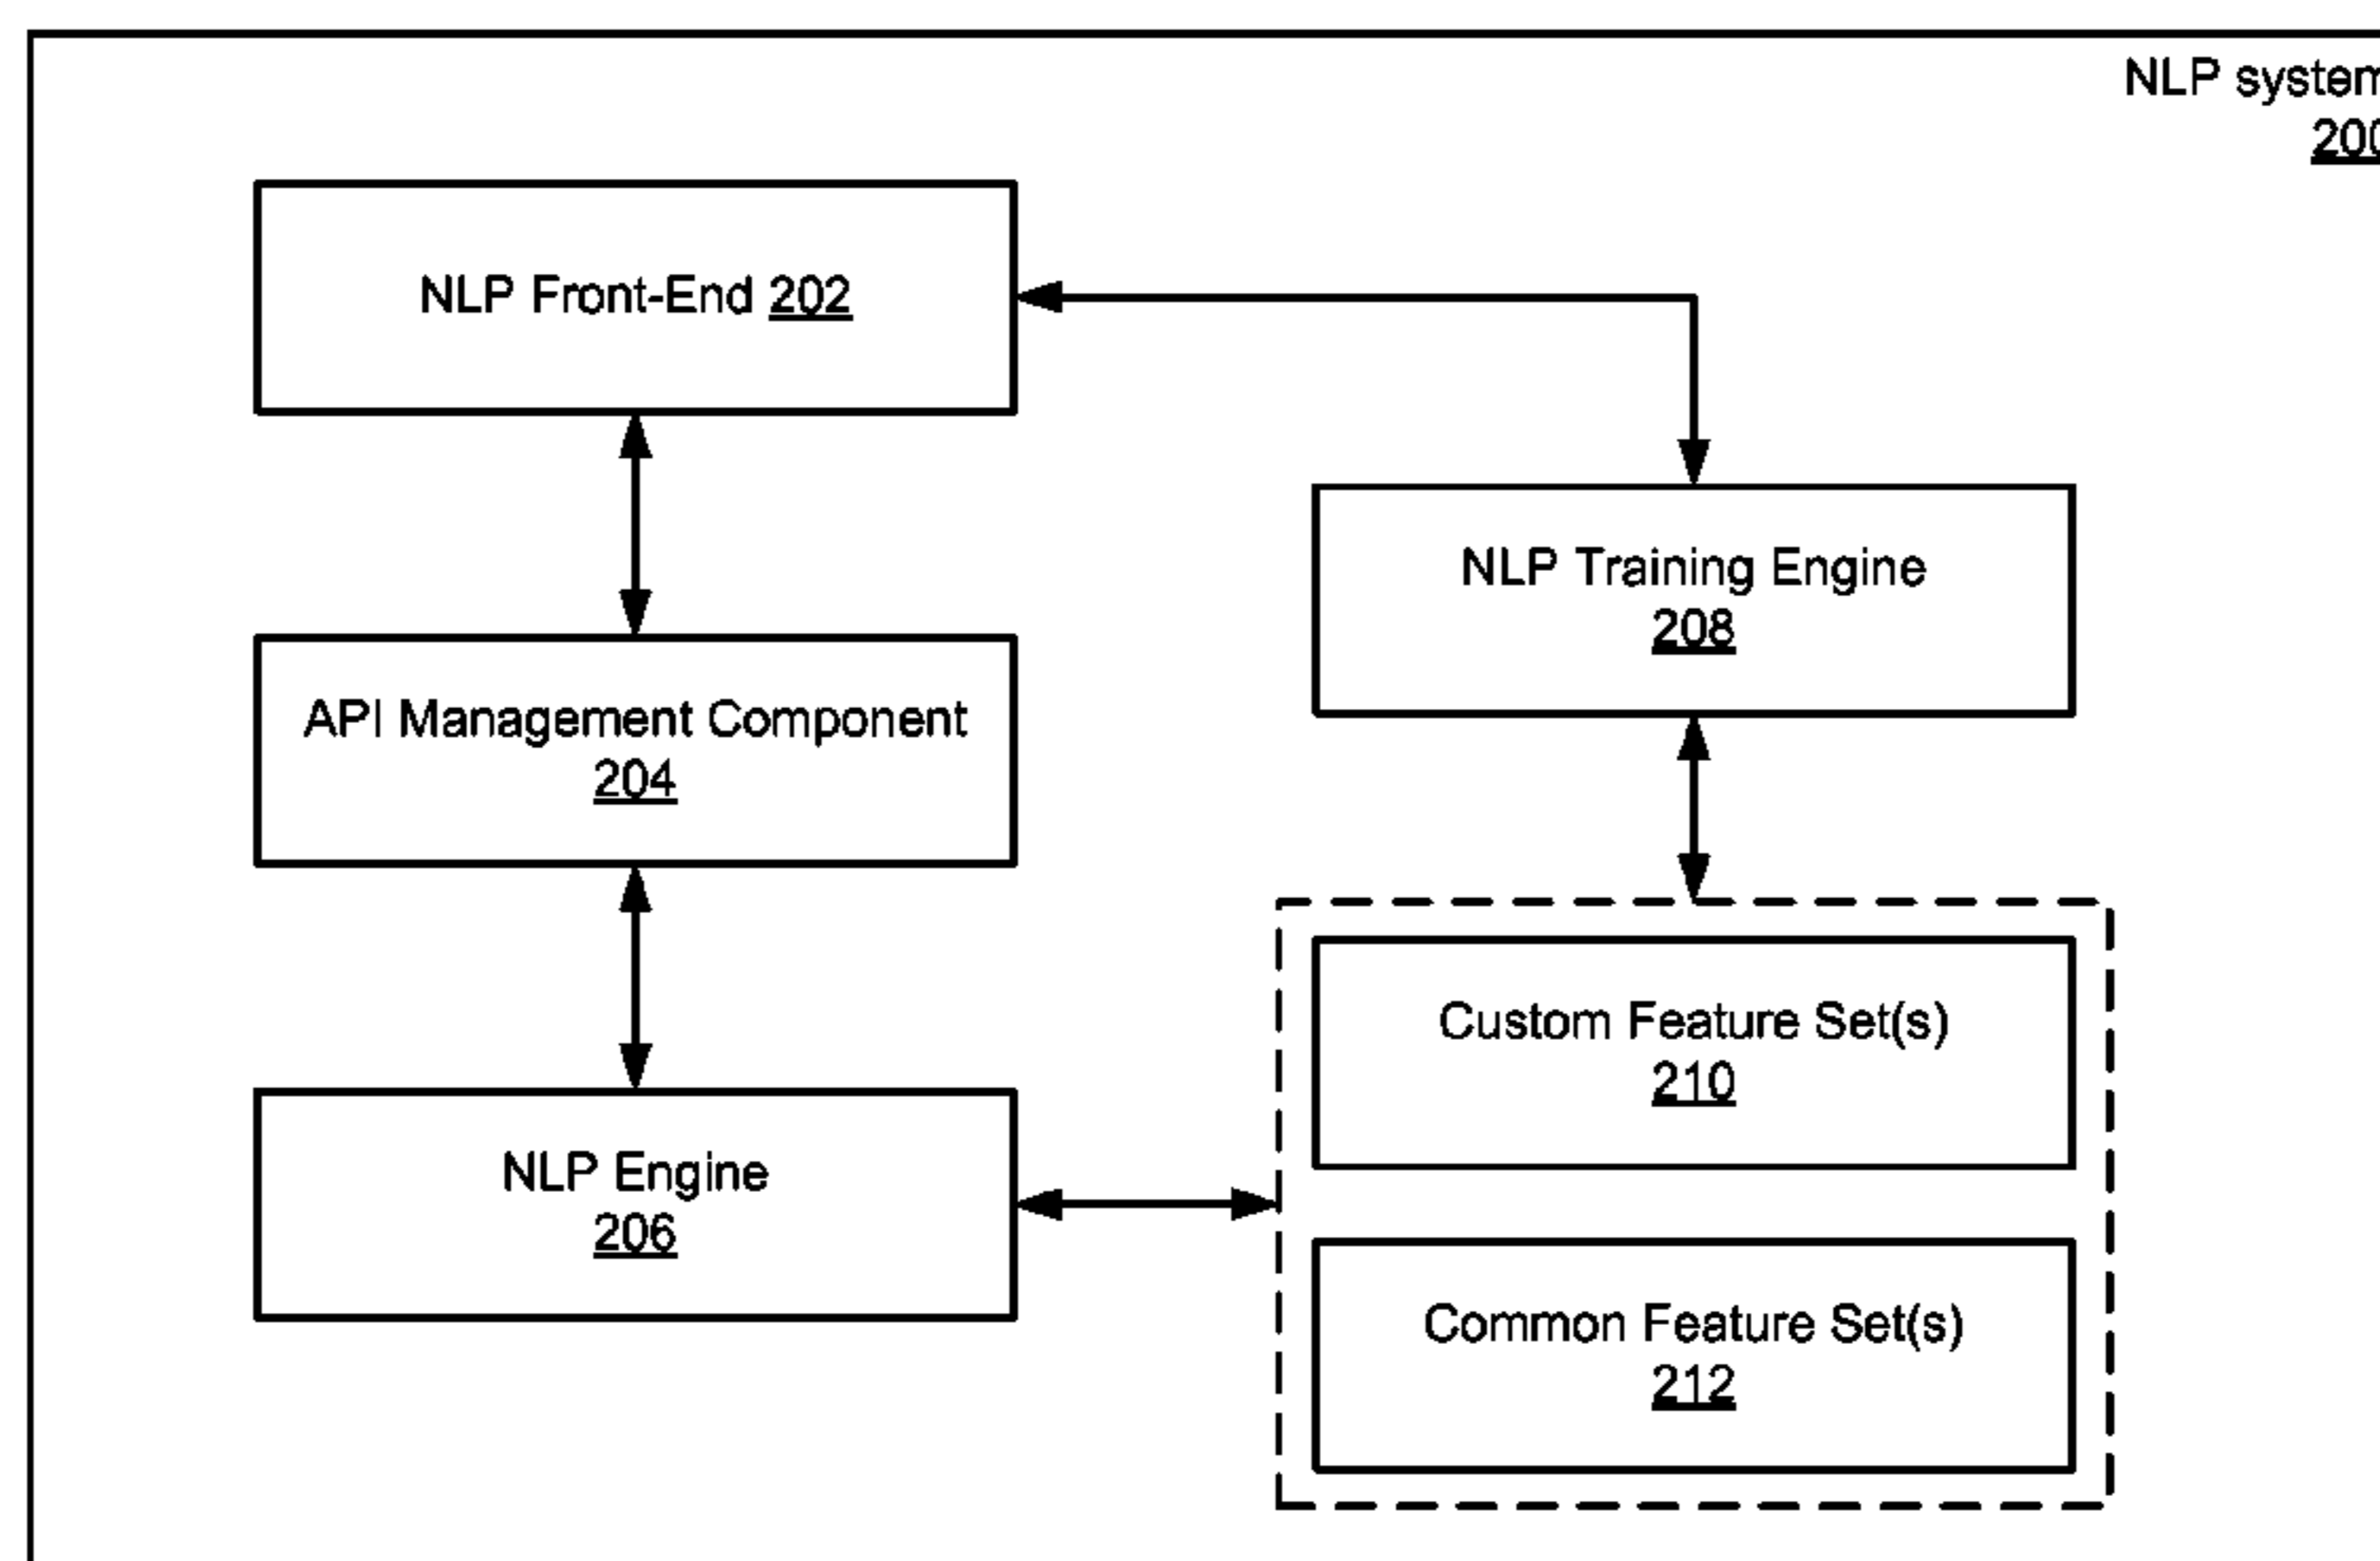 NLP system
200
NLP Front-End 202
NLP Training Engine
208
API Management Component
204
Custom Feature Set(s)
210
NLP Engine
206
Common Feature Set(s)
212